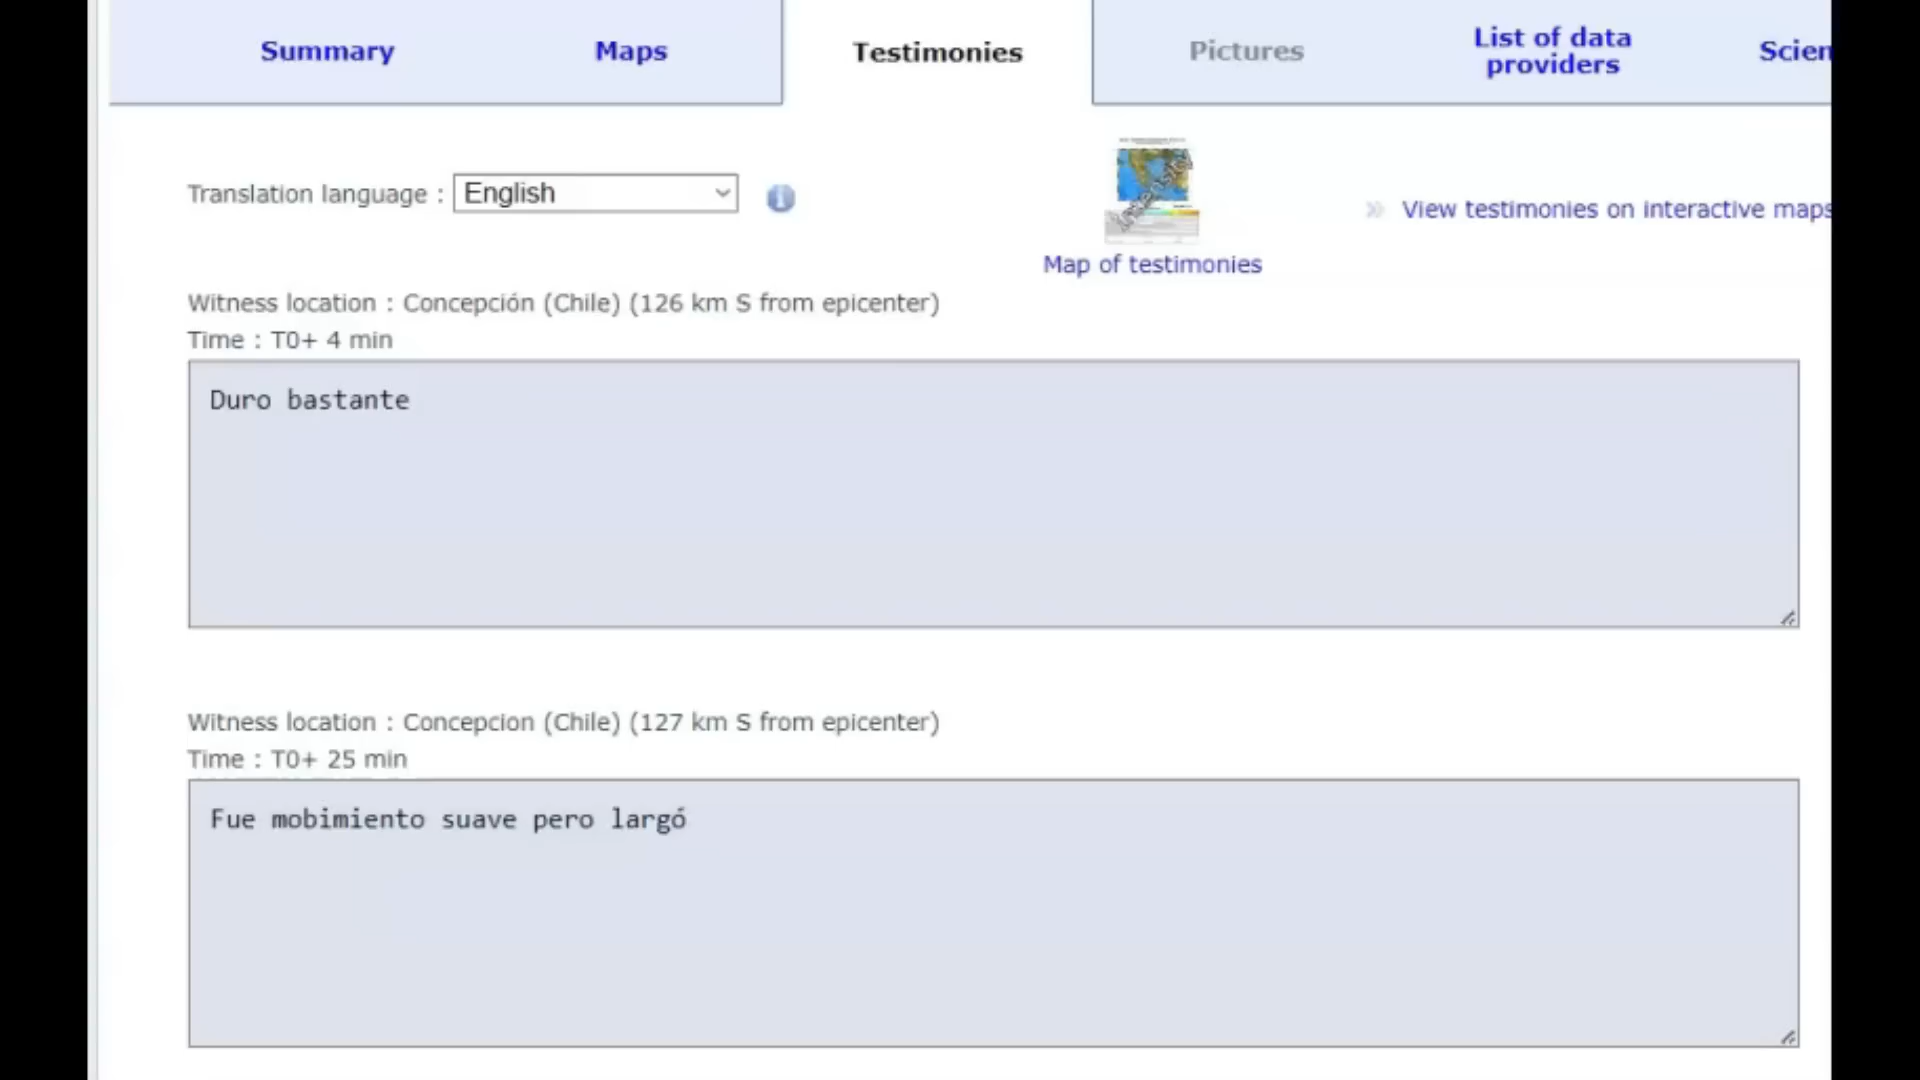 Summary
Maps
Testimonies
Pictures
List of data
providers
Scien
Translation language :
English
View testimonies on interactive maps
Map of testimonies
Witness location : Concepción (Chile) (126 km S from epicenter)
Time : T0+ 4 min
Duro bastante
Witness location : Concepcion (Chile) (127 km S from epicenter)
Time : T0+ 25 min
Fue mobimiento suave pero largó